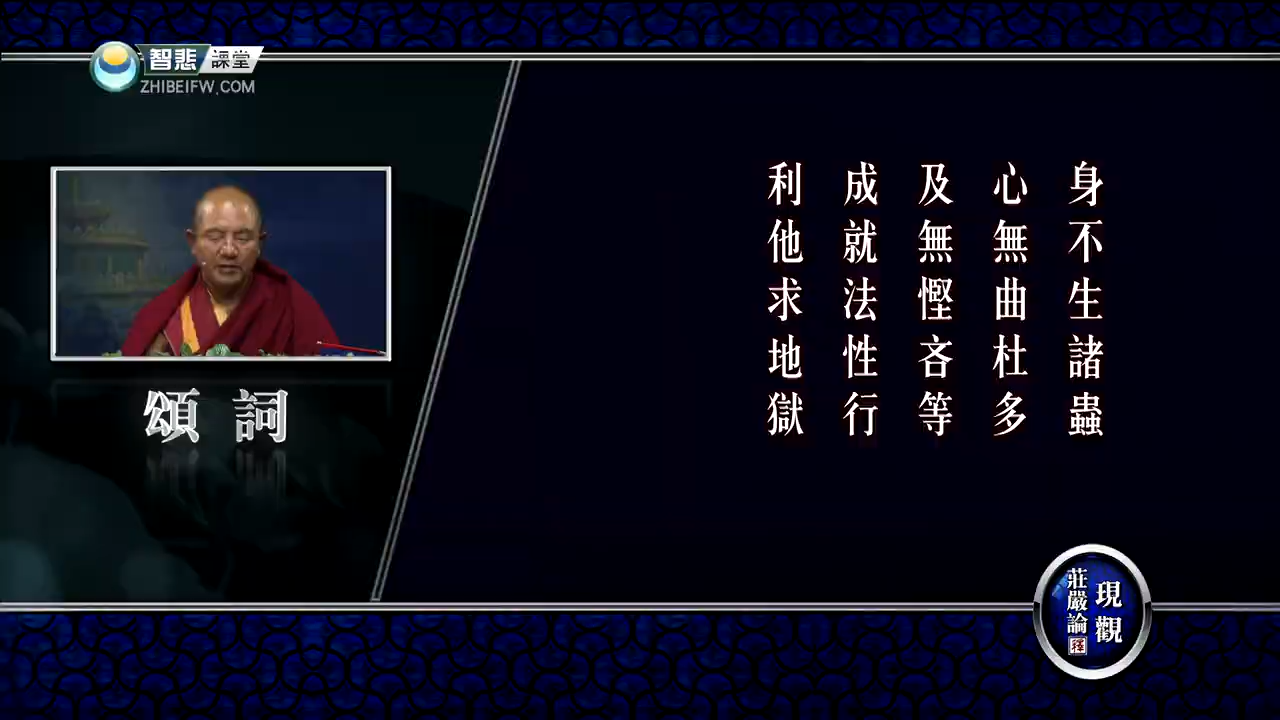 智悲課堂
ZHIBEIFW.COM
身不生諸蟲
心無曲杜多
及無慳吝等
成就法性行
利他求地獄
頌詞
現觀
莊嚴論釋